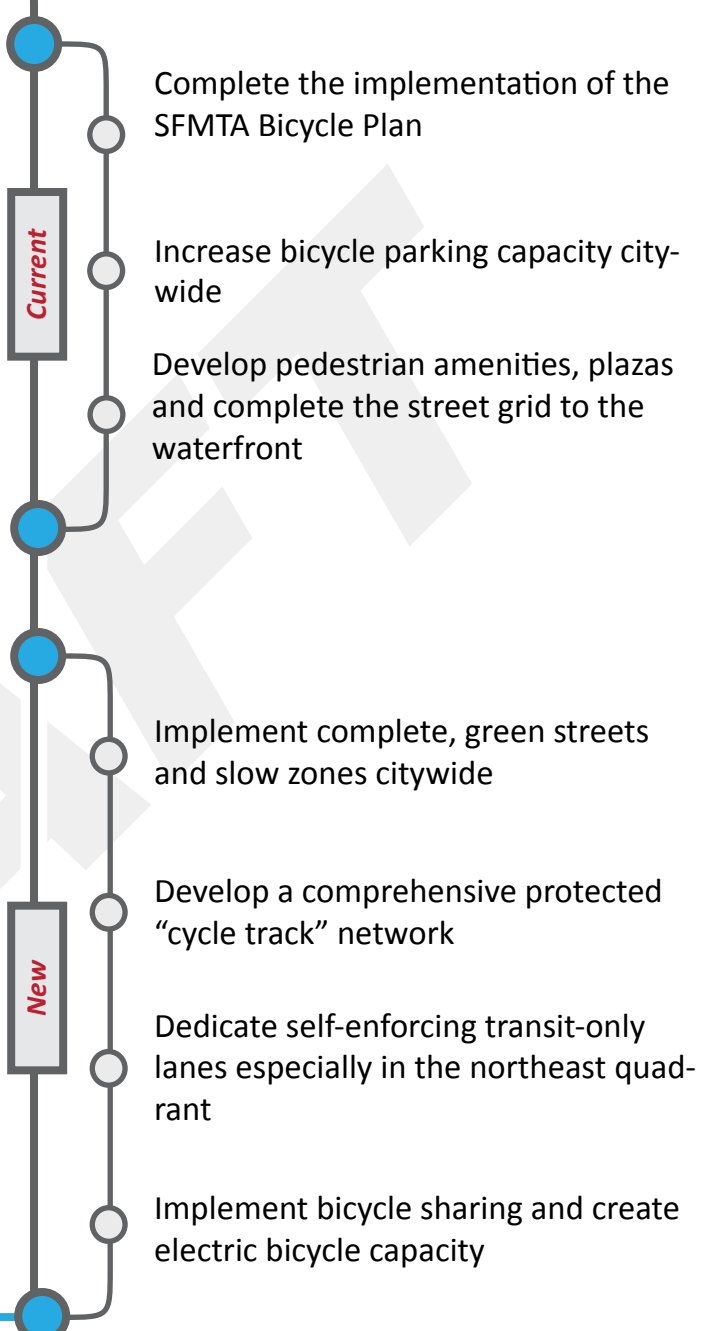 Complete the implementation of the
SFMTA Bicycle Plan
Current
Increase bicycle parking capacity city-
wide
Develop pedestrian amenities, plazas
and complete the street grid to the
waterfront
Implement complete, green streets
and slow zones citywide
Develop a comprehensive protected
“cycle track” network
New
Dedicate self-enforcing transit-only
lanes especially in the northeast quad-
rant
Implement bicycle sharing and create
electric bicycle capacity